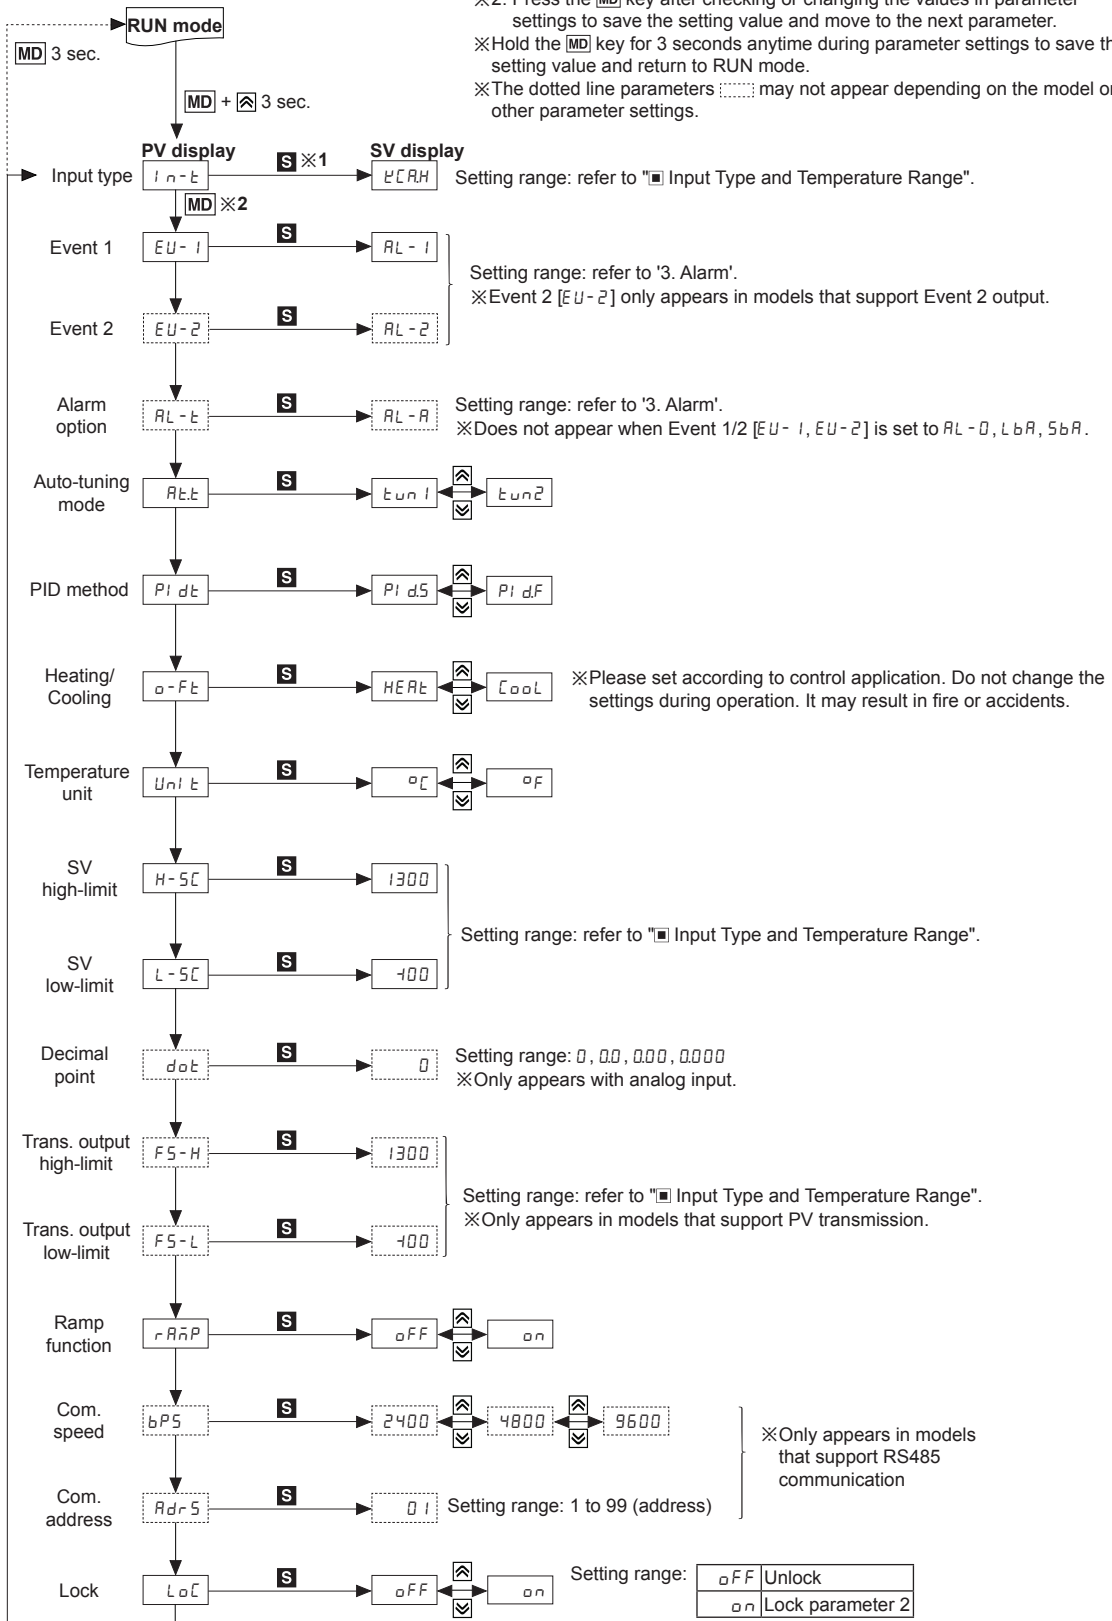 ※2: Press the MD key after checking or changing the values in parameter
settings to save the setting value and move to the next parameter.
※Hold the MD key for 3 seconds anytime during parameter settings to save th
setting value and return to RUN mode.
※The dotted line parameters may not appear depending on the model or
other parameter settings.
RUN mode
MD 3 sec.
MD + 3 sec.
PV display SV display
Input type In-t S ※1 KCA.H Setting range: refer to "▣ Input Type and Temperature Range".
MD ※2
Event 1 EU-1 S AL-1
Setting range: refer to '3. Alarm'.
※Event 2 [EU-2] only appears in models that support Event 2 output.
Event 2 EU-2 S AL-2
Alarm
option
AL-t S AL-A
Setting range: refer to '3. Alarm'.
※Does not appear when Event 1/2 [EU-1, EU-2] is set to AL-0, LbA, SbA.
Auto-tuning
mode
At.t S tun1 tun2
PID method PIdt S PId.S PId.F
Heating/
Cooling
o-Ft S HEAt CooL
※Please set according to control application. Do not change the
settings during operation. It may result in fire or accidents.
Temperature
unit
UnIt S °C °F
SV
high-limit
H-SC S 1300
Setting range: refer to "▣ Input Type and Temperature Range".
SV
low-limit
L-SC S -100
Decimal
point
dot S 0
Setting range: 0, 0.0, 0.00, 0.000
※Only appears with analog input.
Trans. output
high-limit
FS-H S 1300
Setting range: refer to "▣ Input Type and Temperature Range".
※Only appears in models that support PV transmission.
Trans. output
low-limit
FS-L S -100
Ramp
function
rAmP S oFF on
Com.
speed
bPS S 2400 4800 9600
※Only appears in models
that support RS485
communication
Com.
address
AdrS S 01 Setting range: 1 to 99 (address)
Lock LoC S oFF on
Setting range: oFF Unlock
on Lock parameter 2